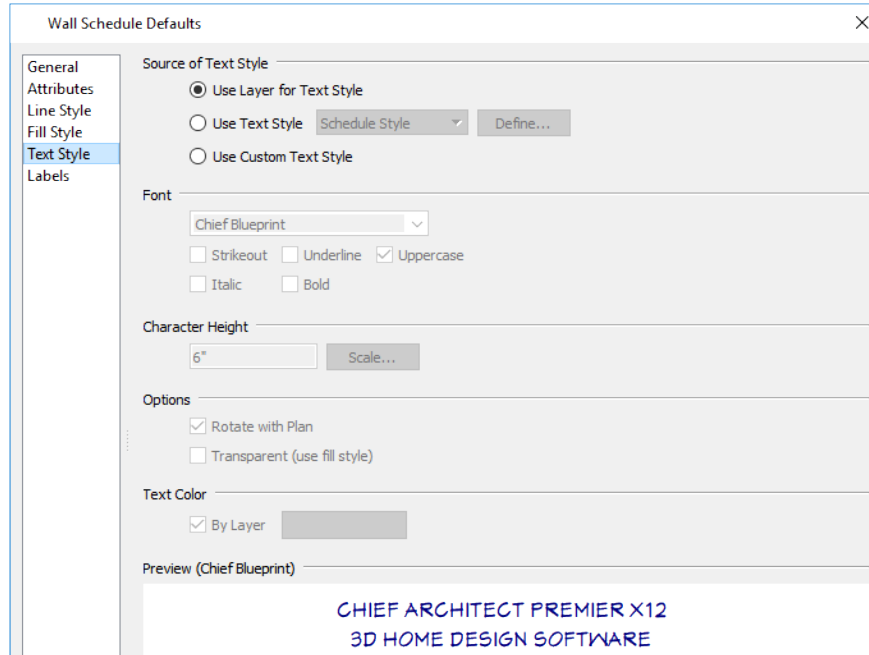 Wall Schedule Defaults
General
Attributes
Line Style
Fill Style
Text Style
Labels
Source of Text Style
Use Layer for Text Style
Use Text Style Schedule Style Define...
Use Custom Text Style
Font
Chief Blueprint
Strikeout Underline Uppercase
Italic Bold
Character Height
6" Scale...
Options
Rotate with Plan
Transparent (use fill style)
Text Color
By Layer
Preview (Chief Blueprint)
CHIEF ARCHITECT PREMIER X12
3D HOME DESIGN SOFTWARE